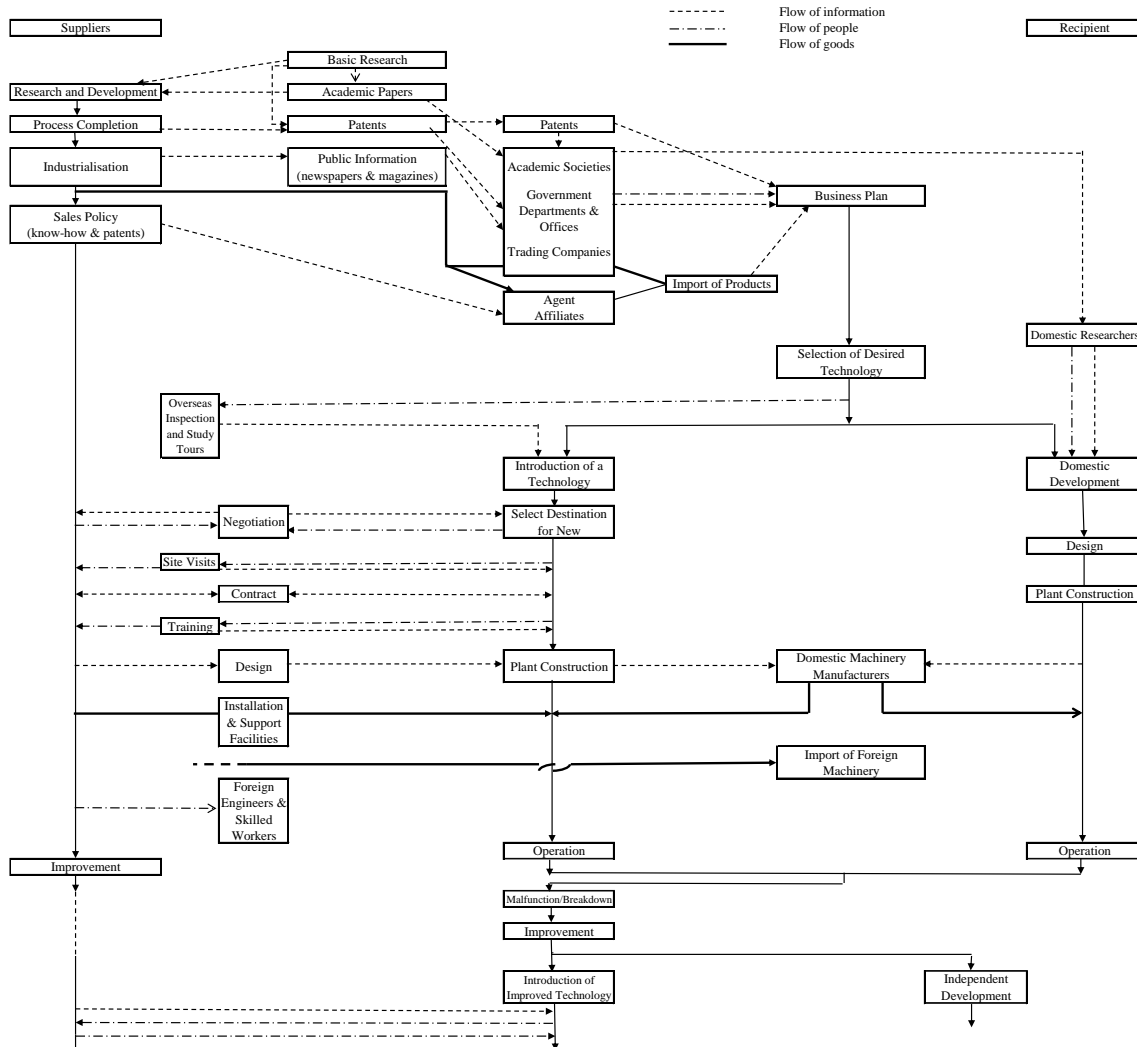 Flow of information
Flow of people
Flow of goods
Suppliers
Recipient
Basic Research
Research and Development
Academic Papers
Process Completion
Patents
Patents
Industrialisation
Public Information
(newspapers & magazines)
Academic Societies
Government
Departments &
Offices
Trading Companies
Business Plan
Sales Policy
(know-how & patents)
Import of Products
Agent
Affiliates
Domestic Researchers
Selection of Desired
Technology
Overseas
Inspection
and Study
Tours
Introduction of a
Technology
Domestic
Development
Negotiation
Select Destination
for New
Design
Site Visits
Contract
Plant Construction
Training
Design
Plant Construction
Domestic Machinery
Manufacturers
Installation
& Support
Facilities
Import of Foreign
Machinery
Foreign
Engineers &
Skilled
Workers
Improvement
Operation
Operation
Malfunction/Breakdown
Improvement
Introduction of
Improved Technology
Independent
Development